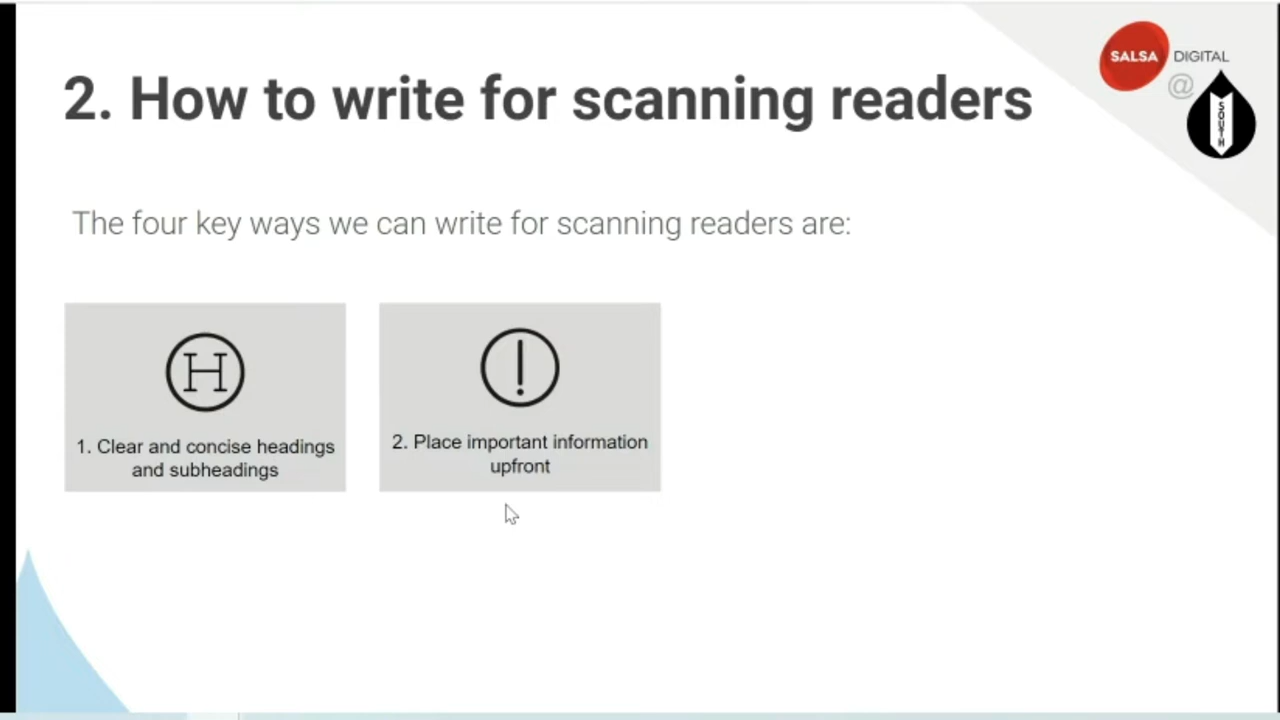 2. How to write for scanning readers
SALSA DIGITAL
@
SOUTH
The four key ways we can write for scanning readers are:
H
1. Clear and concise headings
and subheadings
!
2. Place important information
upfront